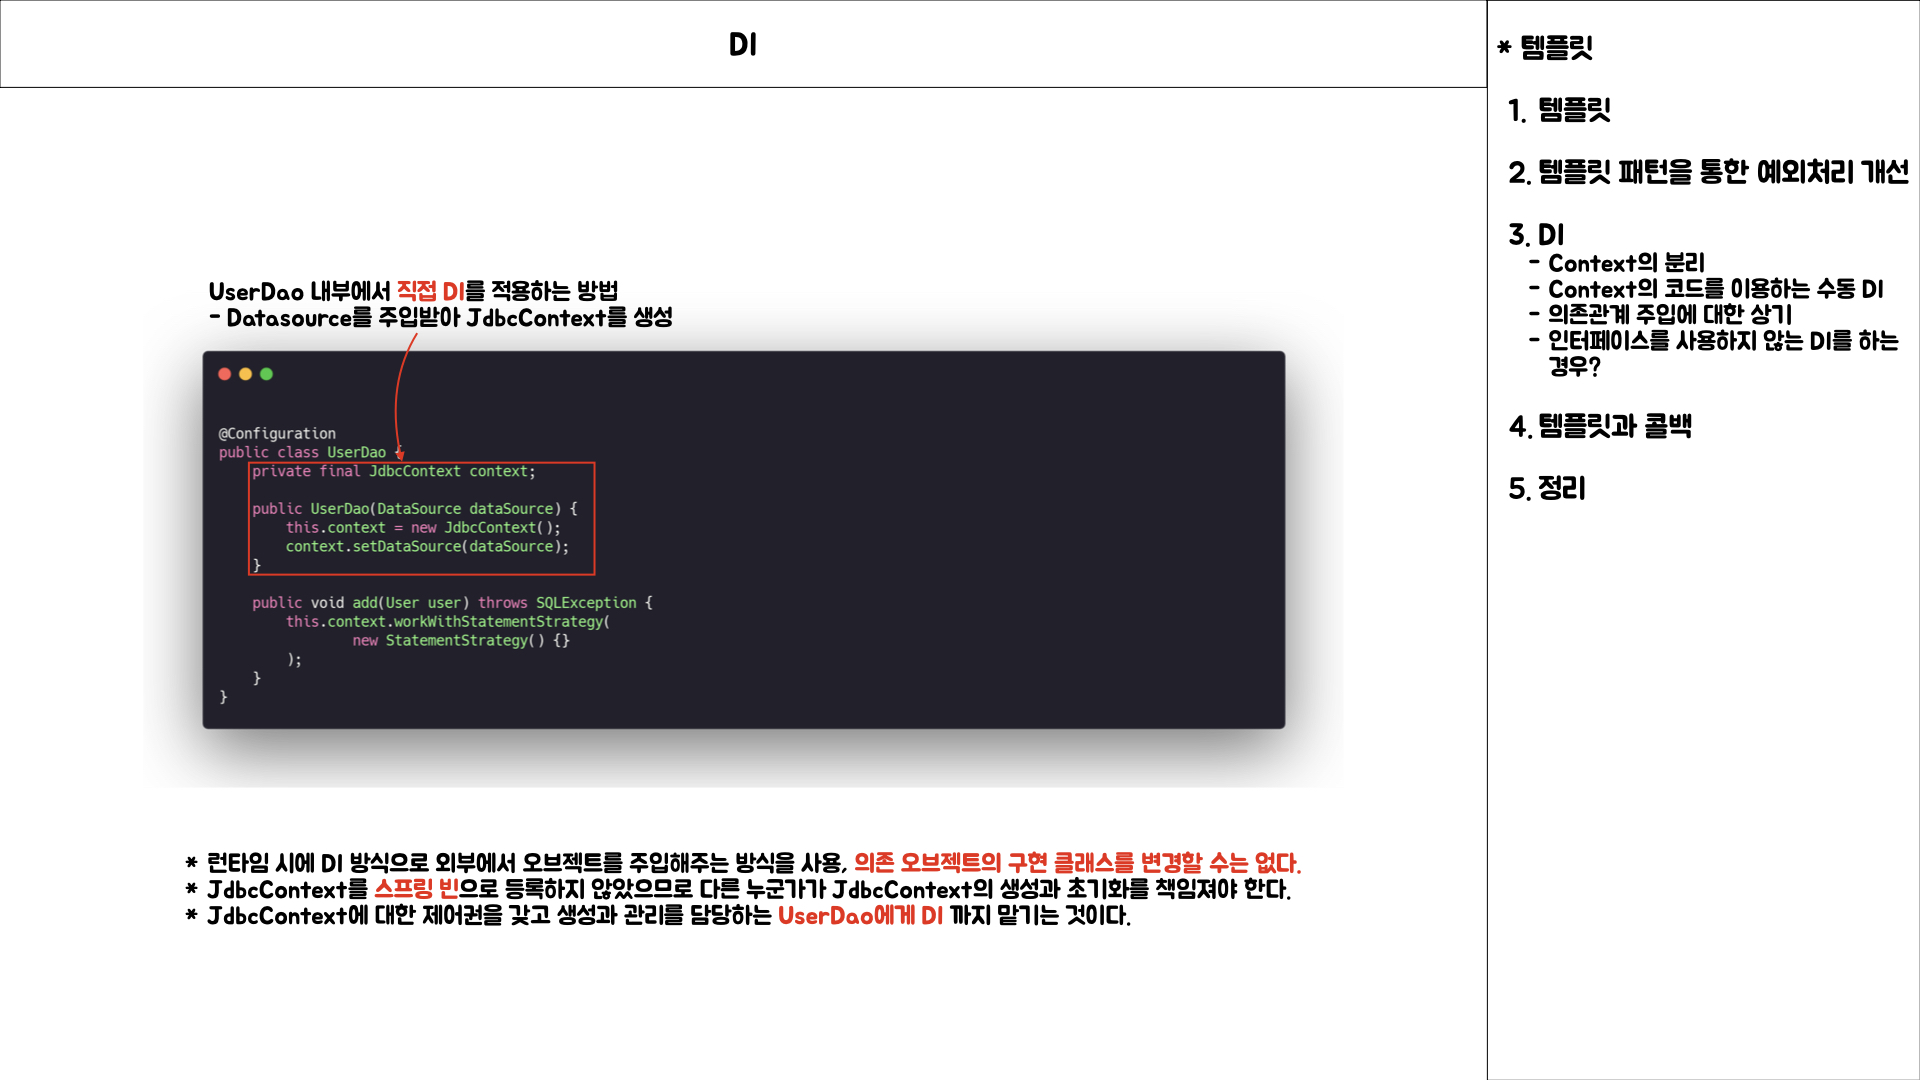 DI
UserDao 내부에서 직접 DI를 적용하는 방법
- Datasource를 주입받아 JdbcContext를 생성
@Configuration
public class UserDao {
    private final JdbcContext context;
    public UserDao(DataSource dataSource) {
        this.context = new JdbcContext();
        context.setDataSource(dataSource);
    }
    public void add(User user) throws SQLException {
        this.context.workWithStatementStrategy(
                new StatementStrategy() {}
        );
    }
}
* 런타임 시에 DI 방식으로 외부에서 오브젝트를 주입해주는 방식을 사용, 의존 오브젝트의 구현 클래스를 변경할 수는 없다.
* JdbcContext를 스프링 빈으로 등록하지 않았으므로 다른 누군가가 JdbcContext의 생성과 초기화를 책임져야 한다.
* JdbcContext에 대한 제어권을 갖고 생성과 관리를 담당하는 UserDao에게 DI 까지 맡기는 것이다.
* 템플릿
1. 템플릿
2. 템플릿 패턴을 통한 예외처리 개선
3. DI
- Context의 분리
- Context의 코드를 이용하는 수동 DI
- 의존관계 주입에 대한 상기
- 인터페이스를 사용하지 않는 DI를 하는
경우?
4. 템플릿과 콜백
5. 정리